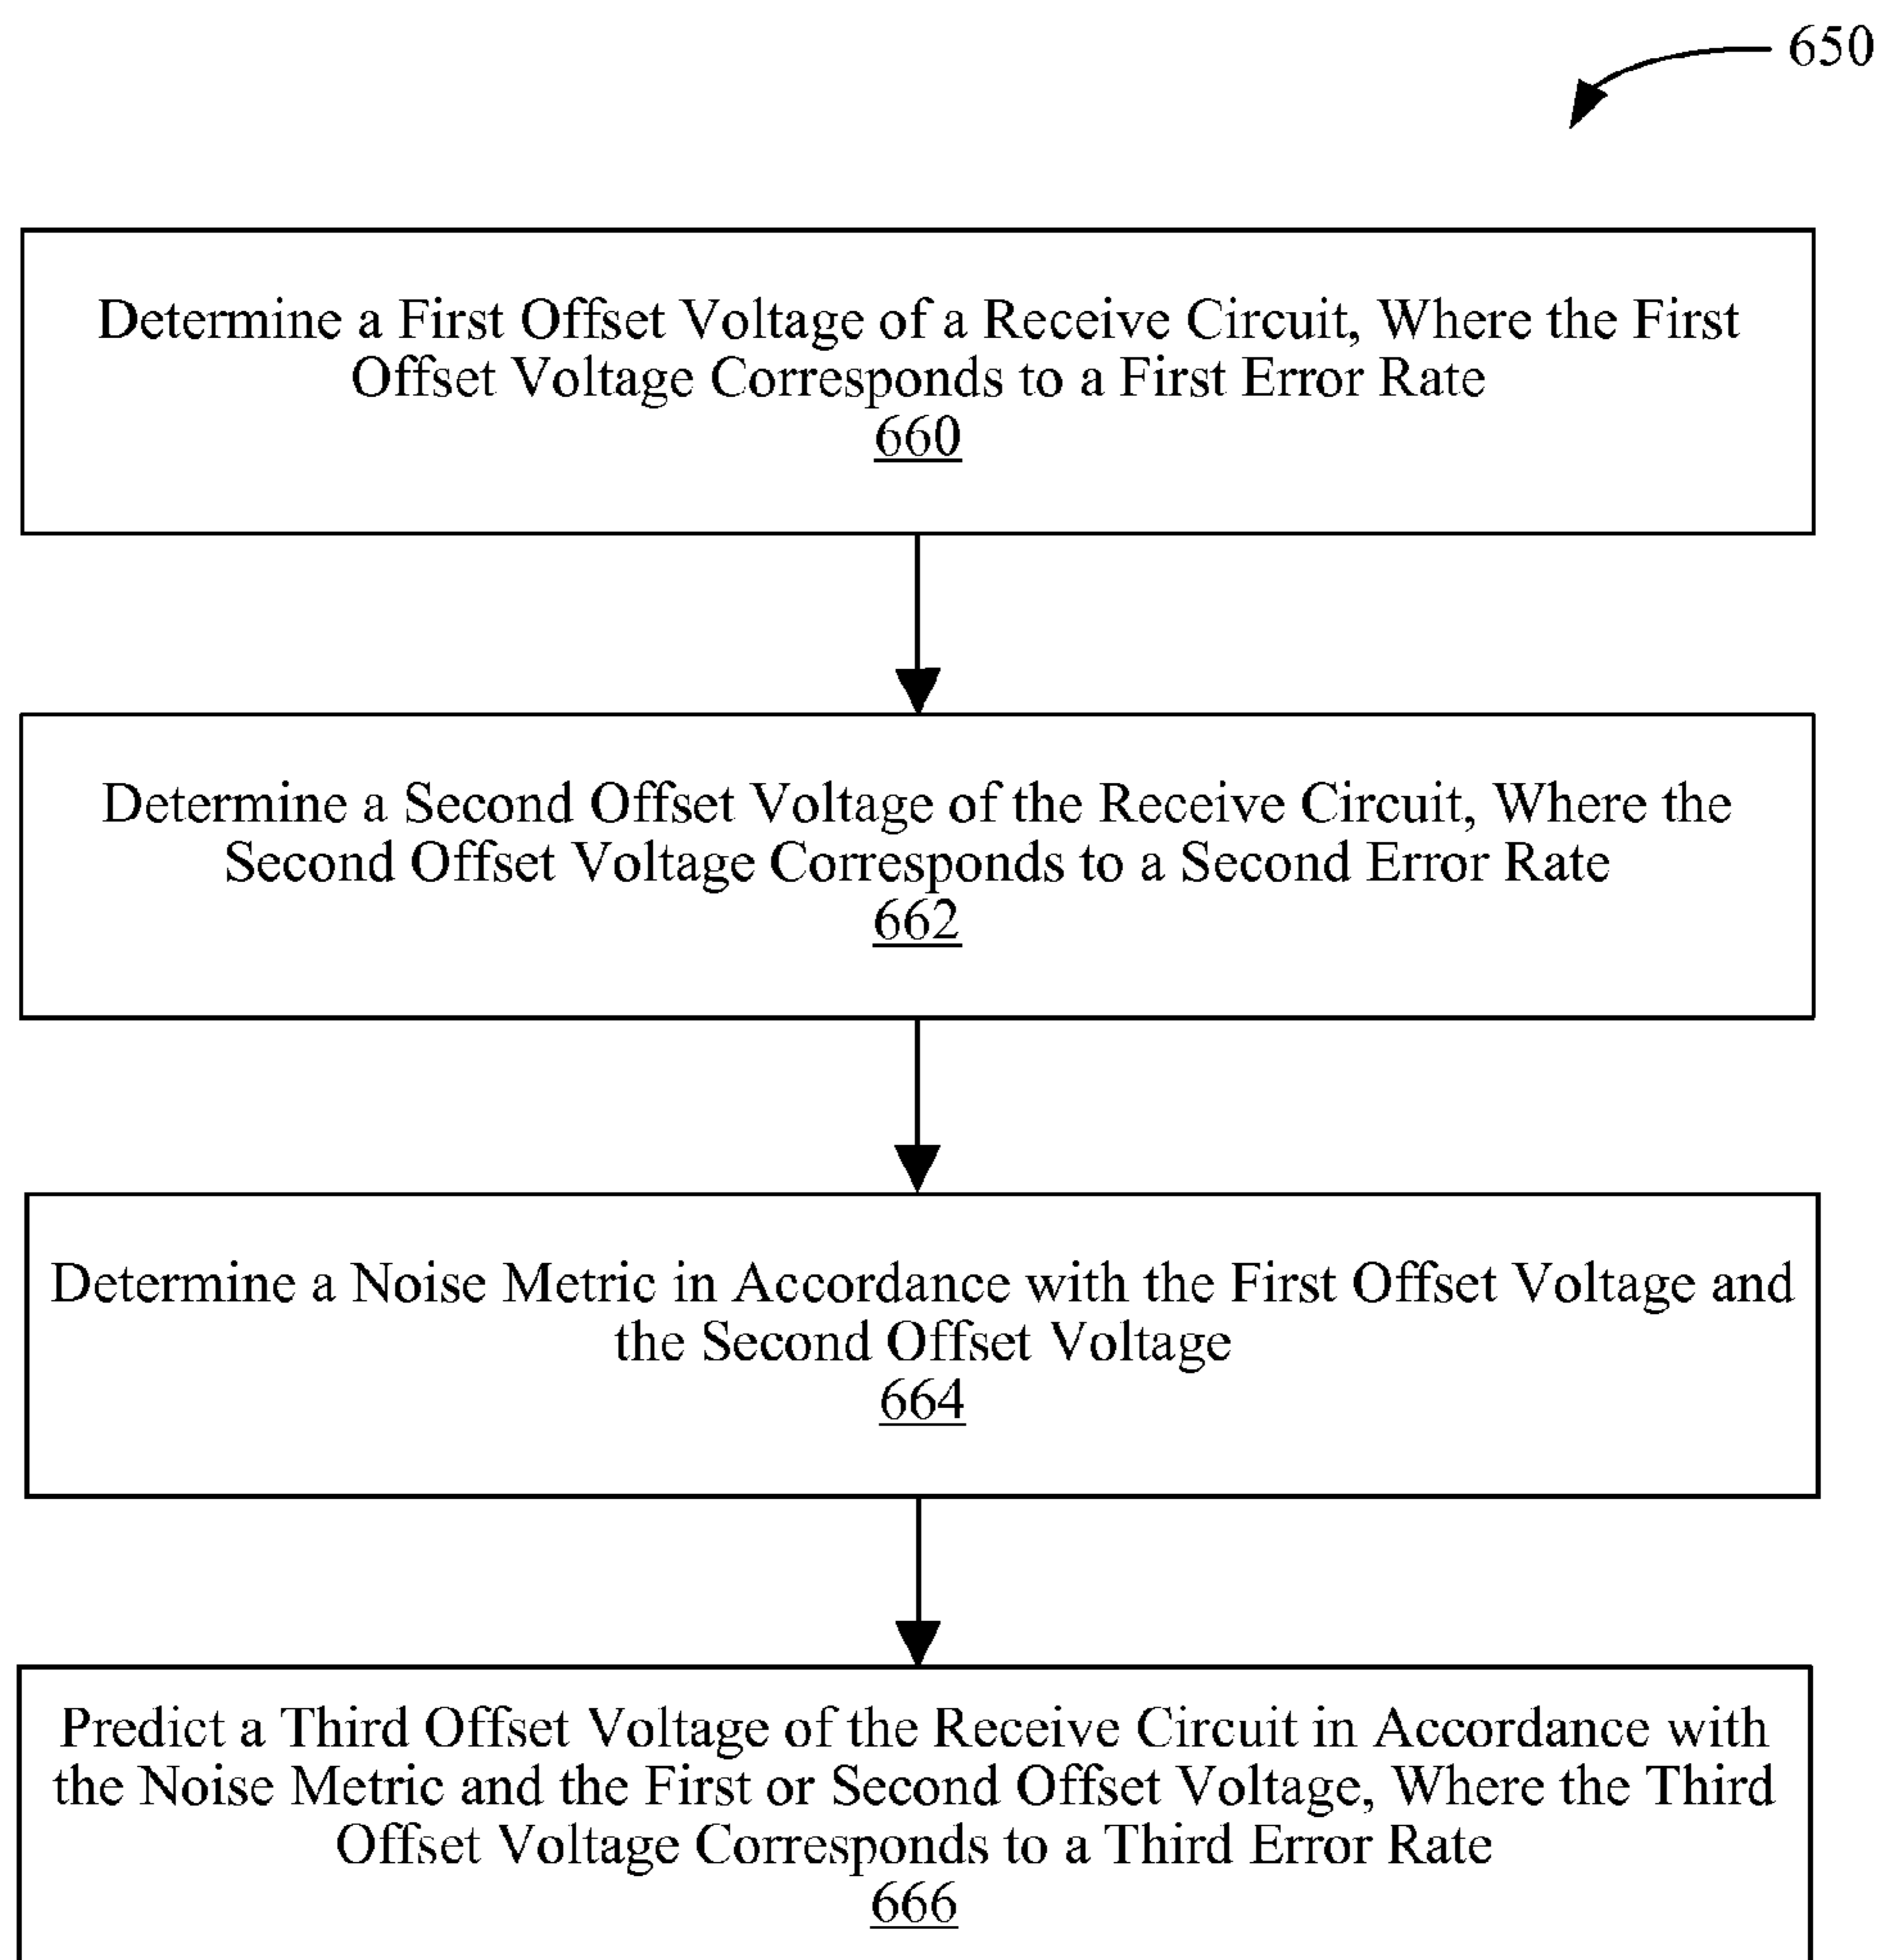 650
Determine a First Offset Voltage of a Receive Circuit, Where the First
Offset Voltage Corresponds to a First Error Rate
660
Determine a Second Offset Voltage of the Receive Circuit, Where the
Second Offset Voltage Corresponds to a Second Error Rate
662
Determine a Noise Metric in Accordance with the First Offset Voltage and
the Second Offset Voltage
664
Predict a Third Offset Voltage of the Receive Circuit in Accordance with
the Noise Metric and the First or Second Offset Voltage, Where the Third
Offset Voltage Corresponds to a Third Error Rate
666